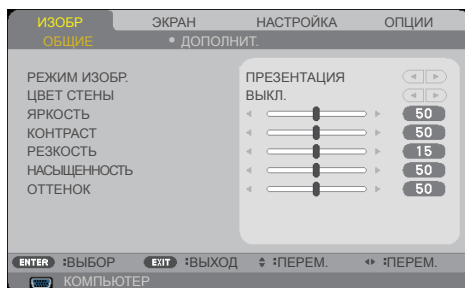 ИЗОБР ЭКРАН НАСТРОЙКА ОПЦИИ
ОБЩИЕ • ДОПОЛНИТ.
РЕЖИМ ИЗОБР. ПРЕЗЕНТАЦИЯ
ЦВЕТ СТЕНЫ ВЫКЛ.
ЯРКОСТЬ 50
КОНТРАСТ 50
РЕЗКОСТЬ 15
НАСЫЩЕННОСТЬ 50
ОТТЕНОК 50
ENTER :ВЫБОР EXIT :ВЫХОД :ПЕРЕМ. :ПЕРЕМ.
КОМПЬЮТЕР